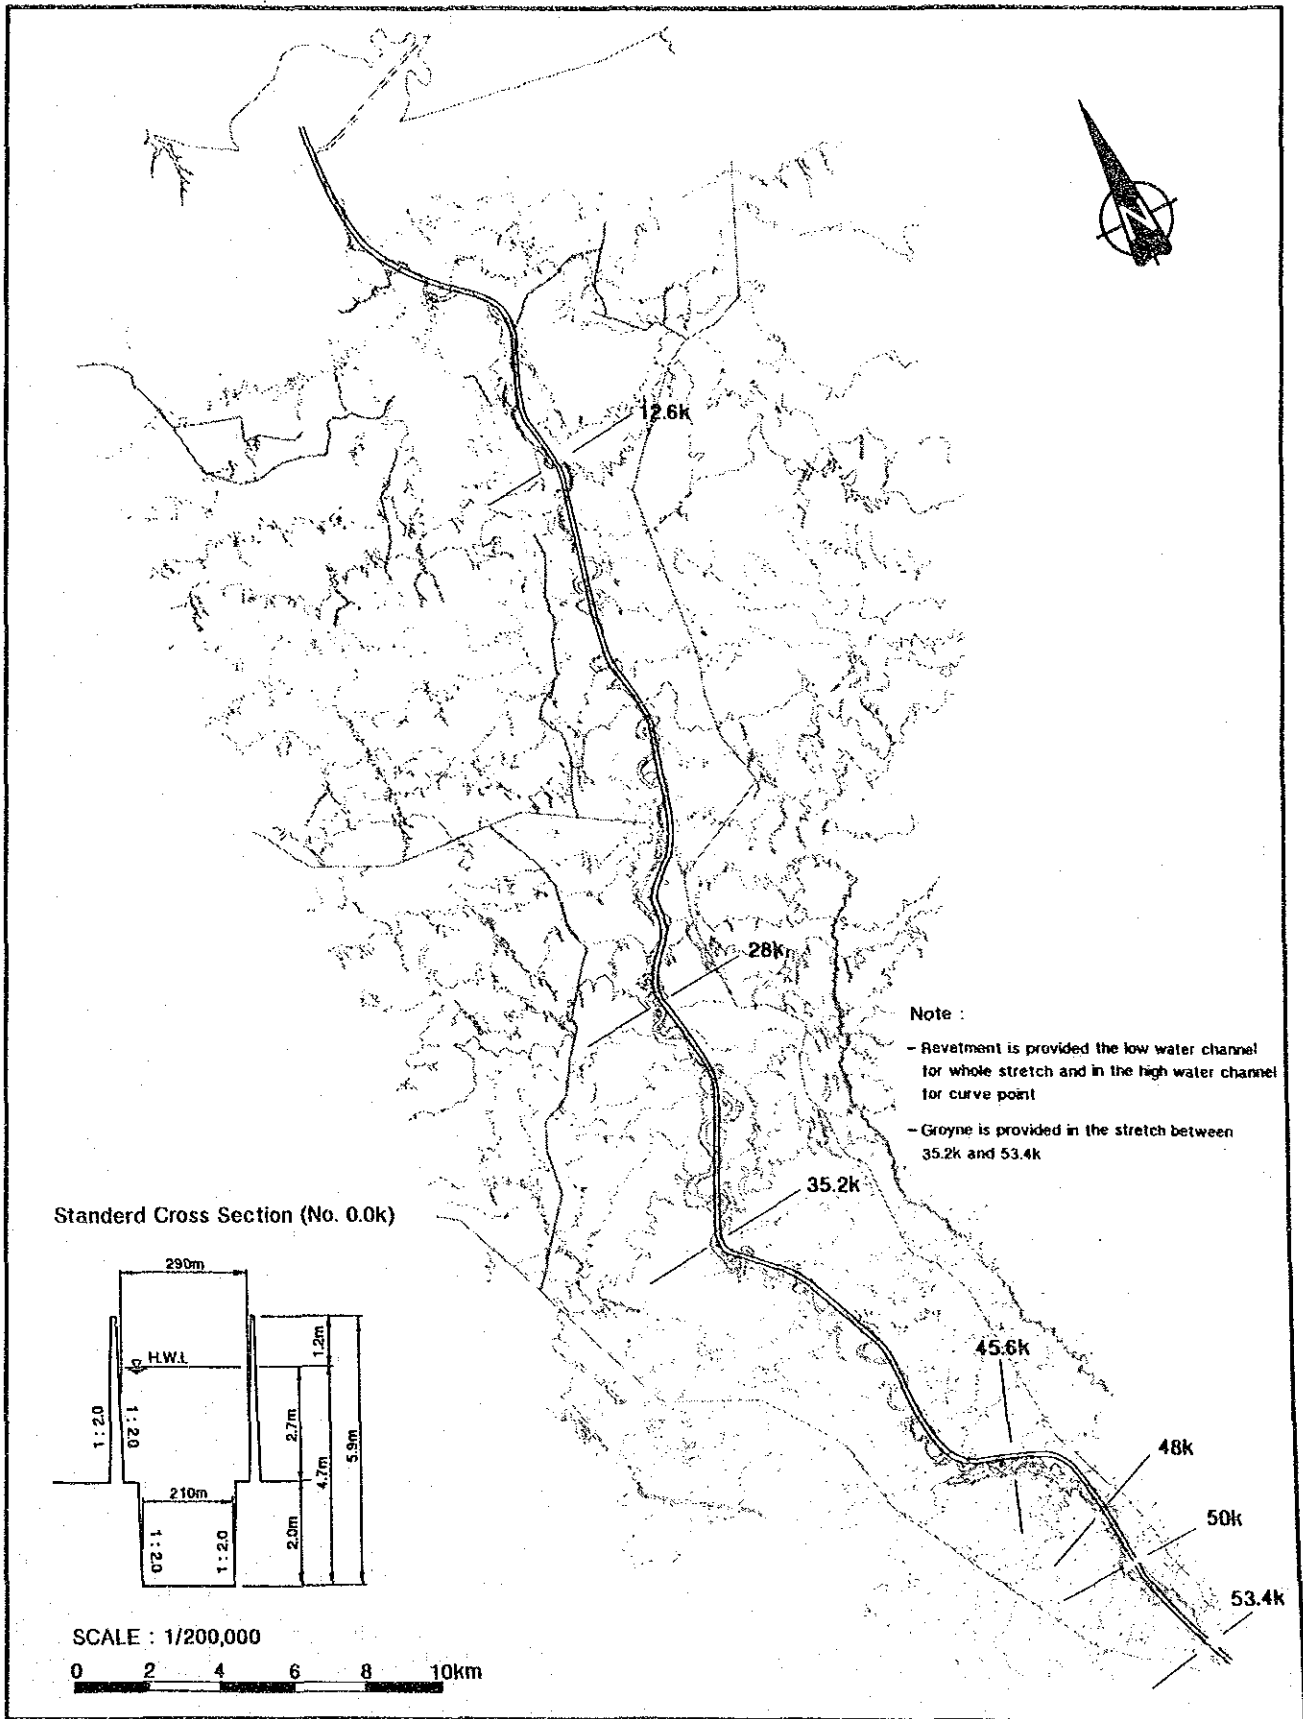 N
12.6k
28k
Note :
- Revetment is provided the low water channel
for whole stretch and in the high water channel
for curve point
- Groyne is provided in the stretch between
35.2k and 53.4k
35.2k
Standerd Cross Section (No. 0.0k)
290m
H.W.L
1 : 2.0
1 : 2.0
1.2m
2.7m
4.7m
5.9m
210m
1 : 2.0
1 : 2.0
2.0m
45.6k
48k
50k
53.4k
SCALE : 1/200,000
0 2 4 6 8 10km